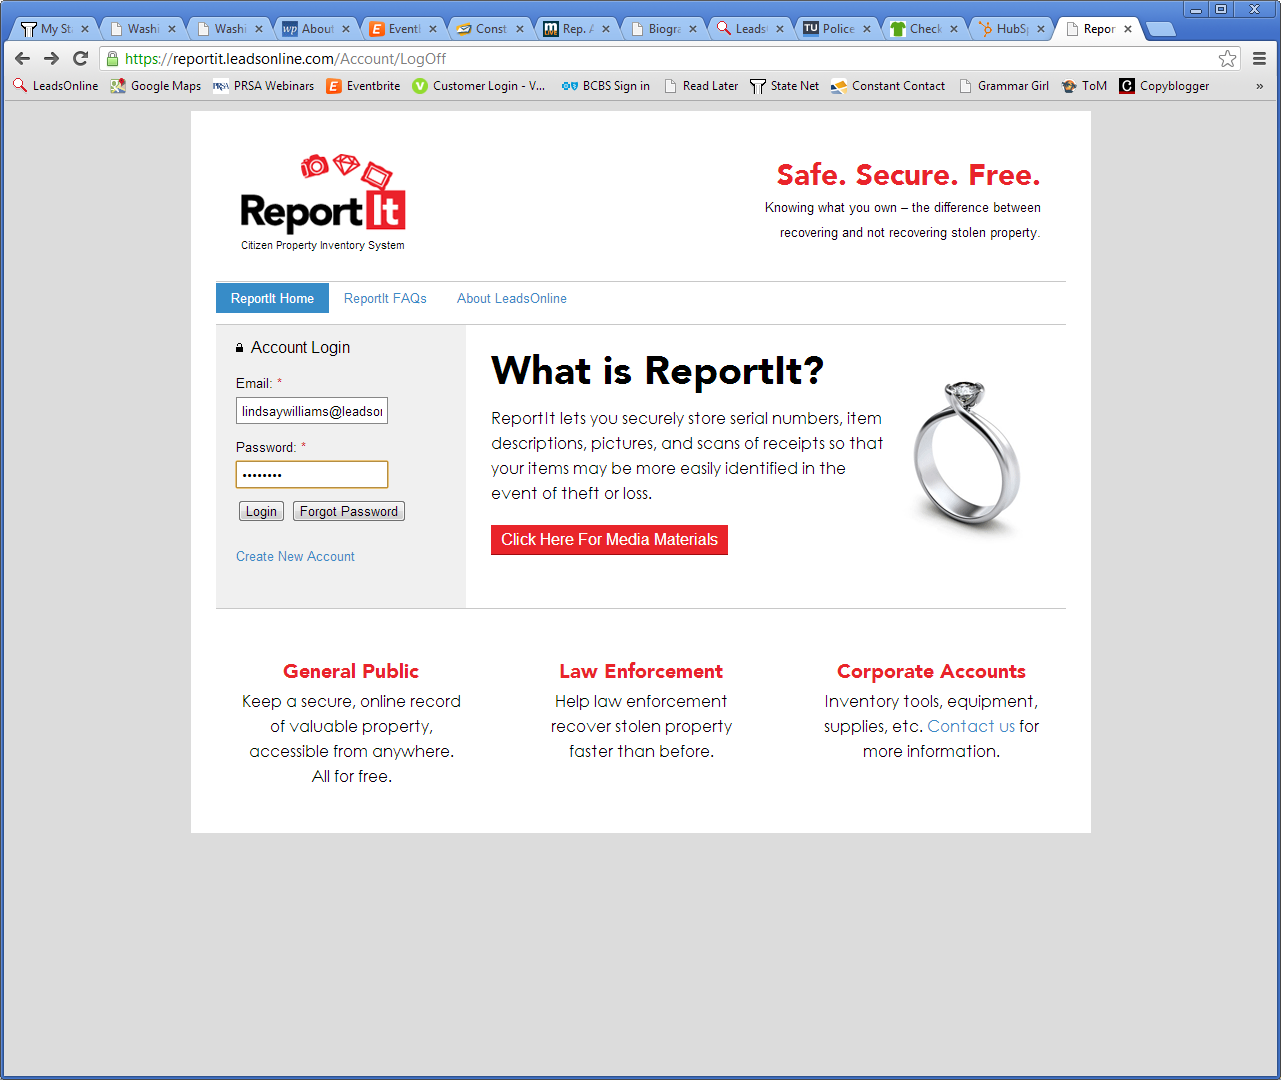 My St
Washi
Washi
wp About
E Eventl
Const
Rep. A
Biogra
Leads
TU Police
Check
HubSp
Repor
https://reportit.leadsonline.com/Account/LogOff
LeadsOnline Google Maps PRSA PRSA Webinars E Eventbrite V Customer Login - V... BCBS Sign in Read Later State Net Constant Contact Grammar Girl ToM C Copyblogger »
ReportIt
Citizen Property Inventory System
Safe. Secure. Free.
Knowing what you own – the difference between
recovering and not recovering stolen property.
ReportIt Home ReportIt FAQs About LeadsOnline
Account Login
Email: *
lindsaywilliams@leadso
Password: *
••••••••
Login Forgot Password
Create New Account
What is ReportIt?
ReportIt lets you securely store serial numbers, item
descriptions, pictures, and scans of receipts so that
your items may be more easily identified in the
event of theft or loss.
Click Here For Media Materials
General Public
Keep a secure, online record
of valuable property,
accessible from anywhere.
All for free.
Law Enforcement
Help law enforcement
recover stolen property
faster than before.
Corporate Accounts
Inventory tools, equipment,
supplies, etc. Contact us for
more information.